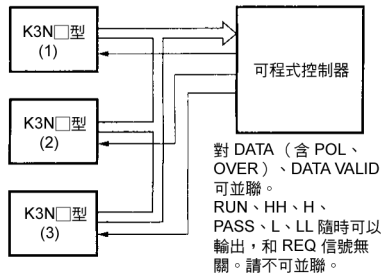 K3N□型
(1)
K3N□型
(2)
K3N□型
(3)
可程式控制器
對 DATA （含 POL、
OVER）、DATA VALID
可並聯。
RUN、HH、H、
PASS、L、LL 隨時可以
輸出，和 REQ 信號無
關。請不可並聯。